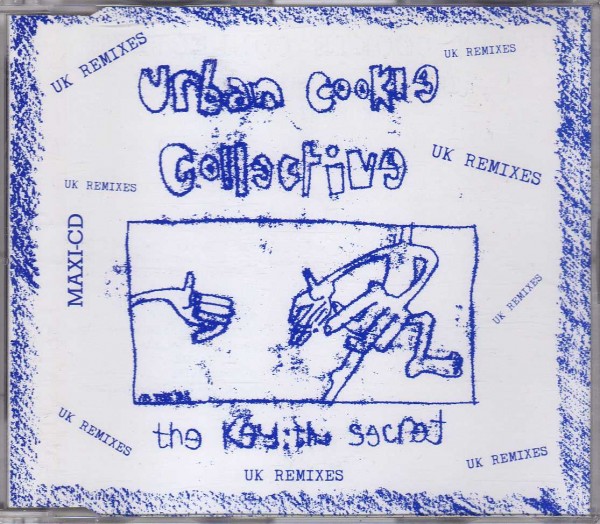 UK REMIXES
UK REMIXES
urban cookie
collective
UK REMIXES
UK REMIXES
MAXI-CD
UK REMIXES
the key: the secret
UK REMIXES
UK REMIXES
UK REMIXES